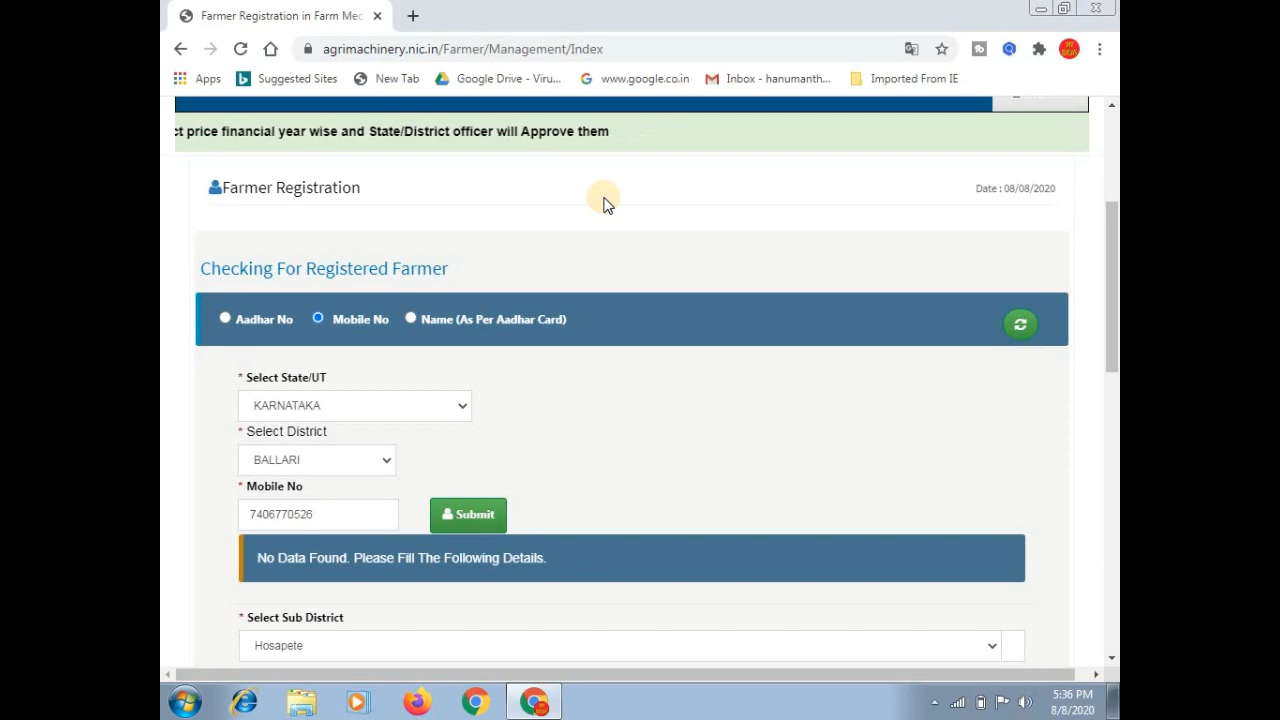 Farmer Registration in Farm Mec
agrimachinery.nic.in/Farmer/Management/Index
Apps
Suggested Sites
New Tab
Google Drive - Viru...
www.google.co.in
Inbox - hanumanth...
Imported From IE
ct price financial year wise and State/District officer will Approve them
Farmer Registration
Date : 08/08/2020
Checking For Registered Farmer
Aadhar No
Mobile No
Name (As Per Aadhar Card)
* Select State/UT
KARNATAKA
* Select District
BALLARI
* Mobile No
7406770526
Submit
No Data Found. Please Fill The Following Details.
* Select Sub District
Hosapete
5:36 PM
8/8/2020